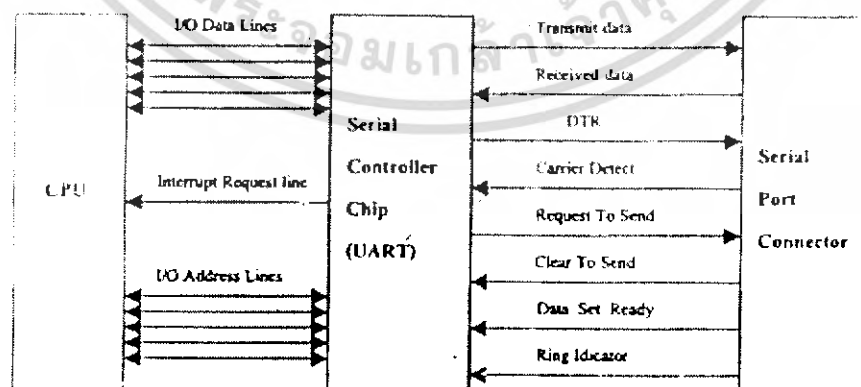 I/O Data Lines
Transmit data
Received data
DTR
Serial
Controller
Chip
(UART)
Carrier Detect
Serial
Port
Connector
CPU
Interrupt Request line
Request To Send
Clear To Send
I/O Address Lines
Data Set Ready
Ring Idicator